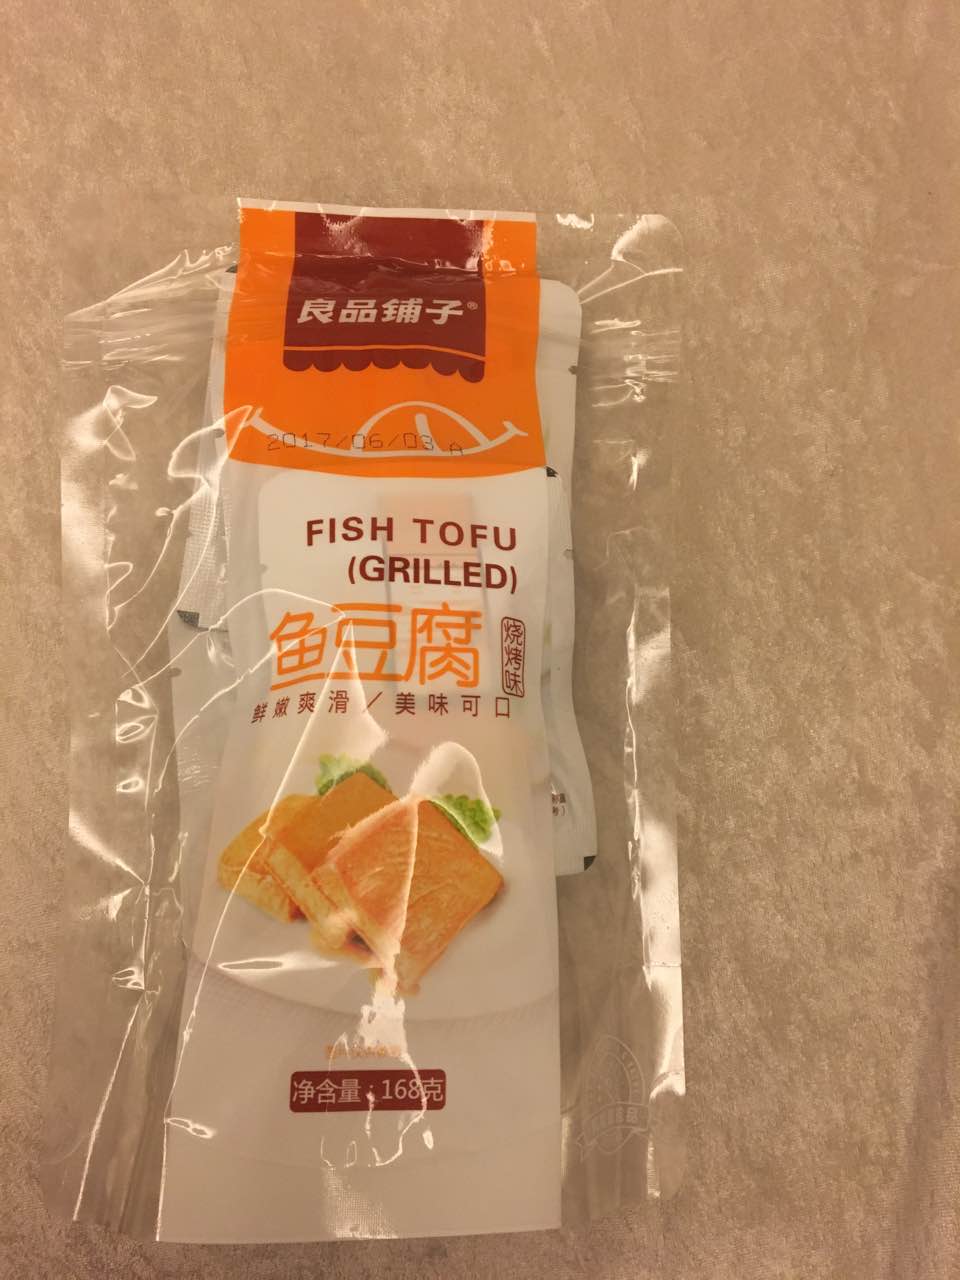 良品铺子®
2017/06/03 A
FISH TOFU
(GRILLED)
鱼豆腐
烧烤味
鲜嫩爽滑/美味可口
净含量:168克